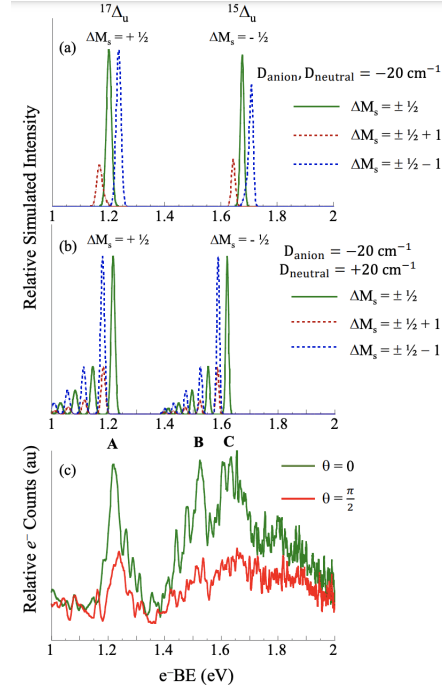 ¹⁷Δᵤ ¹⁵Δᵤ
(a) ΔMₛ = + ½ ΔMₛ = - ½
D_anion, D_neutral = −20 cm⁻¹
ΔMₛ = ± ½
ΔMₛ = ± ½ + 1
ΔMₛ = ± ½ − 1
1 1.2 1.4 1.6 1.8 2
Relative Simulated Intensity
(b) ΔMₛ = + ½ ΔMₛ = - ½
D_anion = −20 cm⁻¹
D_neutral = +20 cm⁻¹
ΔMₛ = ± ½
ΔMₛ = ± ½ + 1
ΔMₛ = ± ½ − 1
1 1.2 1.4 1.6 1.8 2
A B C
(c)
θ = 0
θ = π/2
Relative e⁻ Counts (au)
1 1.2 1.4 1.6 1.8 2
e⁻BE (eV)